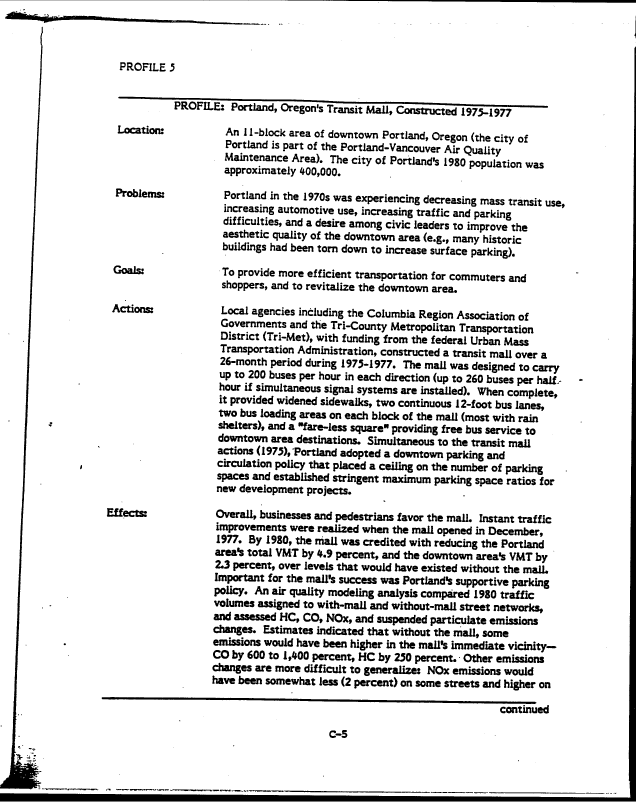 PROFILE 5
PROFILE: Portland, Oregon's Transit Mall, Constructed 1975-1977
Location: An 11-block area of downtown Portland, Oregon (the city of
Portland is part of the Portland-Vancouver Air Quality
Maintenance Area). The city of Portland's 1980 population was
approximately 400,000.
Problems: Portland in the 1970s was experiencing decreasing mass transit use,
increasing automotive use, increasing traffic and parking
difficulties, and a desire among civic leaders to improve the
aesthetic quality of the downtown area (e.g., many historic
buildings had been torn down to increase surface parking).
Goals: To provide more efficient transportation for commuters and
shoppers, and to revitalize the downtown area.
Actions: Local agencies including the Columbia Region Association of
Governments and the Tri-County Metropolitan Transportation
District (Tri-Met), with funding from the federal Urban Mass
Transportation Administration, constructed a transit mall over a
26-month period during 1975-1977. The mall was designed to carry
up to 200 buses per hour in each direction (up to 260 buses per half
hour if simultaneous signal systems are installed). When complete,
it provided widened sidewalks, two continuous 12-foot bus lanes,
two bus loading areas on each block of the mall (most with rain
shelters), and a "fare-less square" providing free bus service to
downtown area destinations. Simultaneous to the transit mall
actions (1975), Portland adopted a downtown parking and
circulation policy that placed a ceiling on the number of parking
spaces and established stringent maximum parking space ratios for
new development projects.
Effects: Overall, businesses and pedestrians favor the mall. Instant traffic
improvements were realized when the mall opened in December,
1977. By 1980, the mall was credited with reducing the Portland
area's total VMT by 4.9 percent, and the downtown area's VMT by
2.3 percent, over levels that would have existed without the mall.
Important for the mall's success was Portland's supportive parking
policy. An air quality modeling analysis compared 1980 traffic
volumes assigned to with-mall and without-mall street networks,
and assessed HC, CO, NOx, and suspended particulate emissions
changes. Estimates indicated that without the mall, some
emissions would have been higher in the mall's immediate vicinity—
CO by 600 to 1,400 percent, HC by 250 percent. Other emissions
changes are more difficult to generalize: NOx emissions would
have been somewhat less (2 percent) on some streets and higher on
continued
C-5